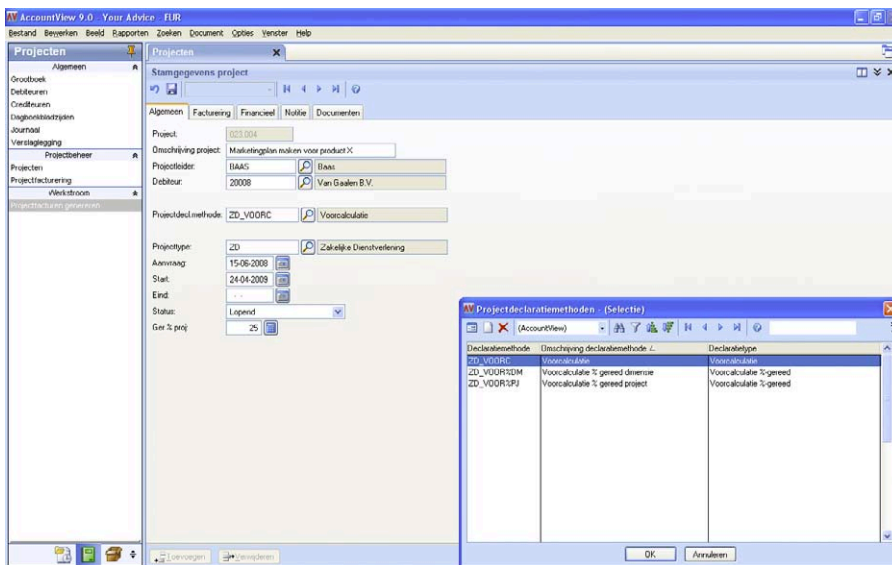 AccountView 9.0 - Your Advice - EUR
Bestand Bewerken Beeld Rapporten Zoeken Document Opties Venster Help
Projecten
Algemeen
Grootboek
Debiteuren
Crediteuren
Dagboekbladzijden
Journaal
Verslaglegging
Projectbeheer
Projecten
Projectfacturering
Werkstroom
Projectfacturen genereren
Projecten
Stamgegevens project
Algemeen Facturering Financieel Notitie Documenten
Project: 023.004
Omschrijving project: Marketingplan maken voor product X
Projectleider: BAAS Baas
Debiteur: 20008 Van Gaalen B.V.
Projectdecl.methode: ZD_VOORC Voorcalculatie
Projecttype: ZD Zakelijke Dienstverlening
Aanvraag: 15-06-2008
Start: 24-04-2009
Eind: - -
Status: Lopend
Ger.% proj: 25
Toevoegen Verwijderen
Projectdeclaratiemethoden - (Selectie)
(AccountView)
Declaratiemethode Omschrijving declaratiemethode Declaratietype
ZD_VOORC Voorcalculatie Voorcalculatie
ZD_VOOR%DM Voorcalculatie % gereed dimensie Voorcalculatie %-gereed
ZD_VOOR%PJ Voorcalculatie % gereed project Voorcalculatie %-gereed
OK Annuleren